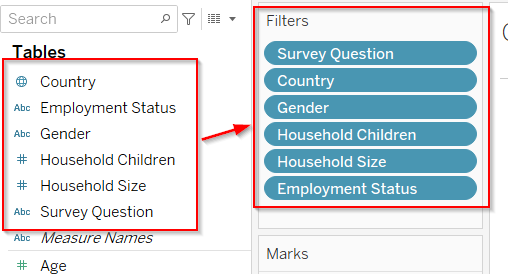 Search
Tables
Country
Abc Employment Status
Abc Gender
# Household Children
# Household Size
Abc Survey Question
Abc Measure Names
# Age
Filters
Survey Question
Country
Gender
Household Children
Household Size
Employment Status
Marks